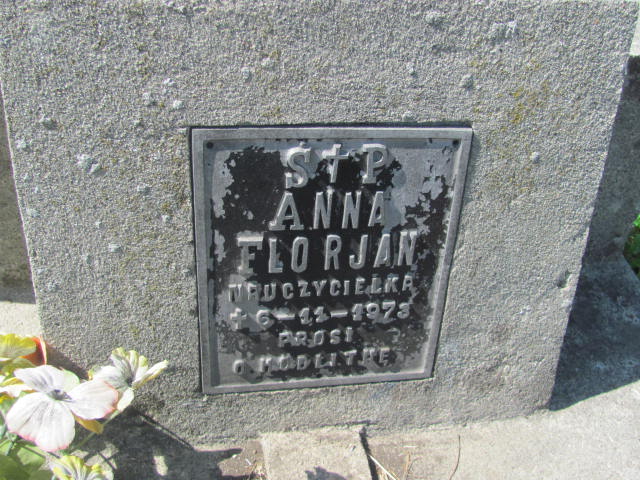 S † P
ANNA
FLORJAN
NAUCZYCIELKA
† 6-11-1973
PROSI
O MODLITWĘ